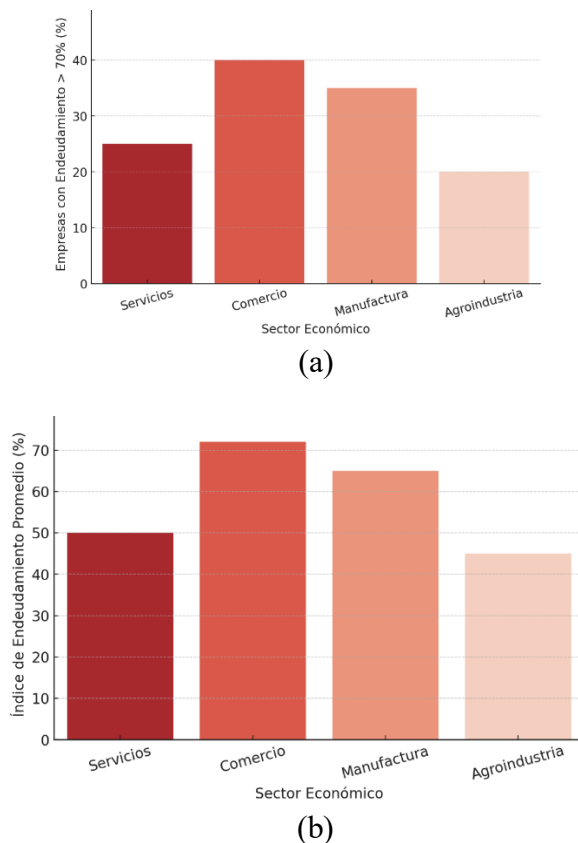 Empresas con Endeudamiento > 70% (%)
40
30
20
10
0
Servicios
Comercio
Manufactura
Agroindustria
Sector Económico
(a)
Índice de Endeudamiento Promedio (%)
70
60
50
40
30
20
10
0
Servicios
Comercio
Manufactura
Agroindustria
Sector Económico
(b)